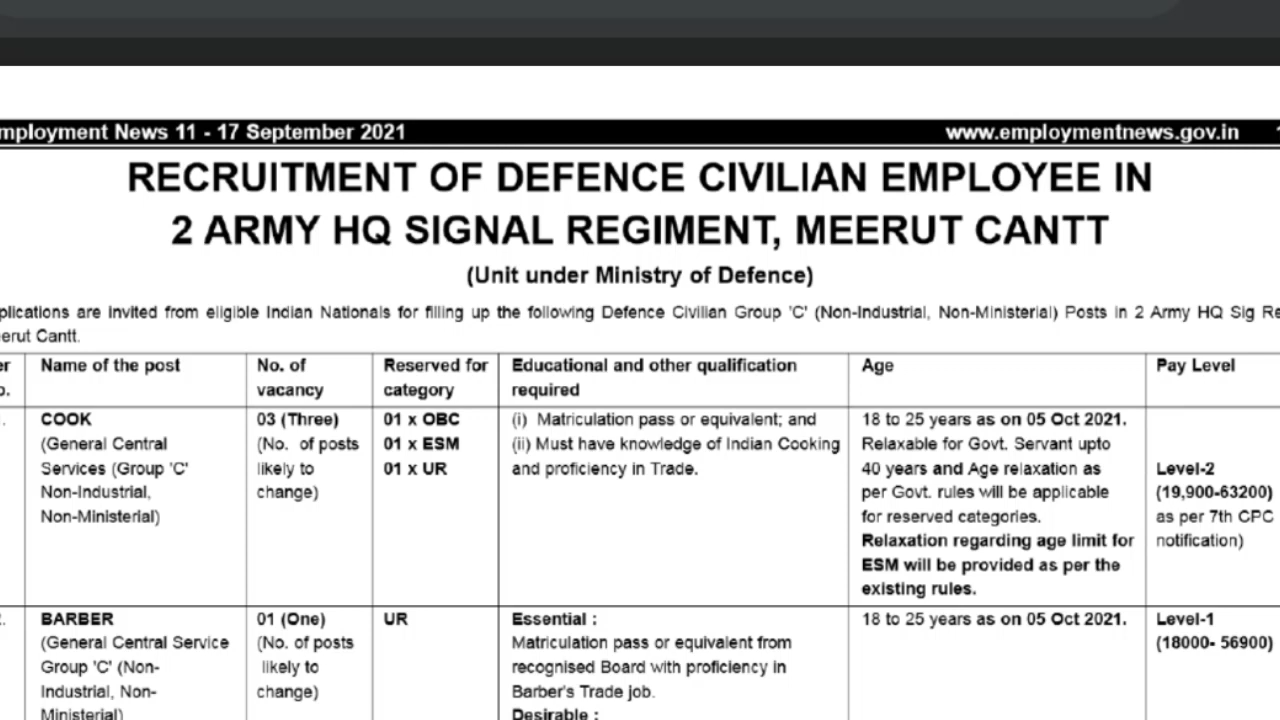 mployment News 11 - 17 September 2021 www.employmentnews.gov.in
RECRUITMENT OF DEFENCE CIVILIAN EMPLOYEE IN
2 ARMY HQ SIGNAL REGIMENT, MEERUT CANTT
(Unit under Ministry of Defence)
plications are invited from eligible Indian Nationals for filling up the following Defence Civilian Group 'C' (Non-Industrial, Non-Ministerial) Posts in 2 Army HQ Sig Re
eerut Cantt.
er
o.
Name of the post
No. of
vacancy
Reserved for
category
Educational and other qualification
required
Age
Pay Level
COOK
(General Central
Services (Group 'C'
Non-Industrial,
Non-Ministerial)
03 (Three)
(No. of posts
likely to
change)
01 x OBC
01 x ESM
01 x UR
(i) Matriculation pass or equivalent; and
(ii) Must have knowledge of Indian Cooking
and proficiency in Trade.
18 to 25 years as on 05 Oct 2021.
Relaxable for Govt. Servant upto
40 years and Age relaxation as
per Govt. rules will be applicable
for reserved categories.
Relaxation regarding age limit for
ESM will be provided as per the
existing rules.
Level-2
(19,900-63200)
as per 7th CPC
notification)
BARBER
(General Central Service
Group 'C' (Non-
Industrial, Non-
Ministerial)
01 (One)
(No. of posts
likely to
change)
UR
Essential :
Matriculation pass or equivalent from
recognised Board with proficiency in
Barber's Trade job.
Desirable :
18 to 25 years as on 05 Oct 2021.
Level-1
(18000- 56900)